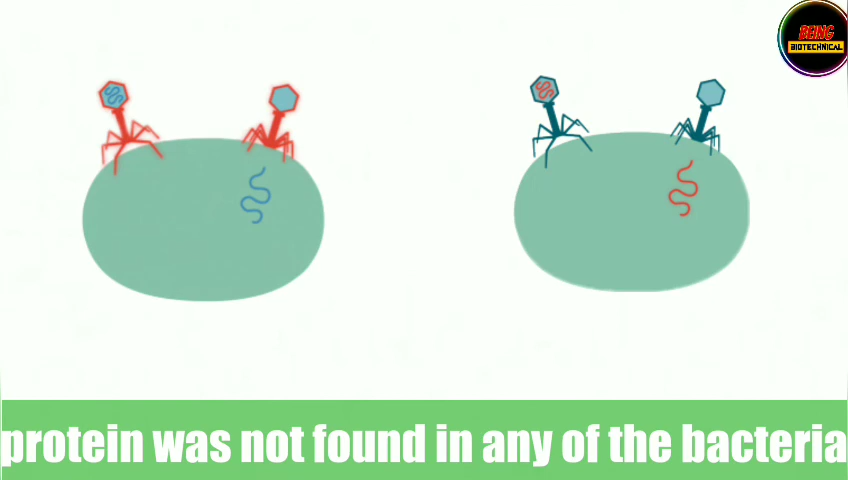 BEING
BIOTECHNICAL
protein was not found in any of the bacteria